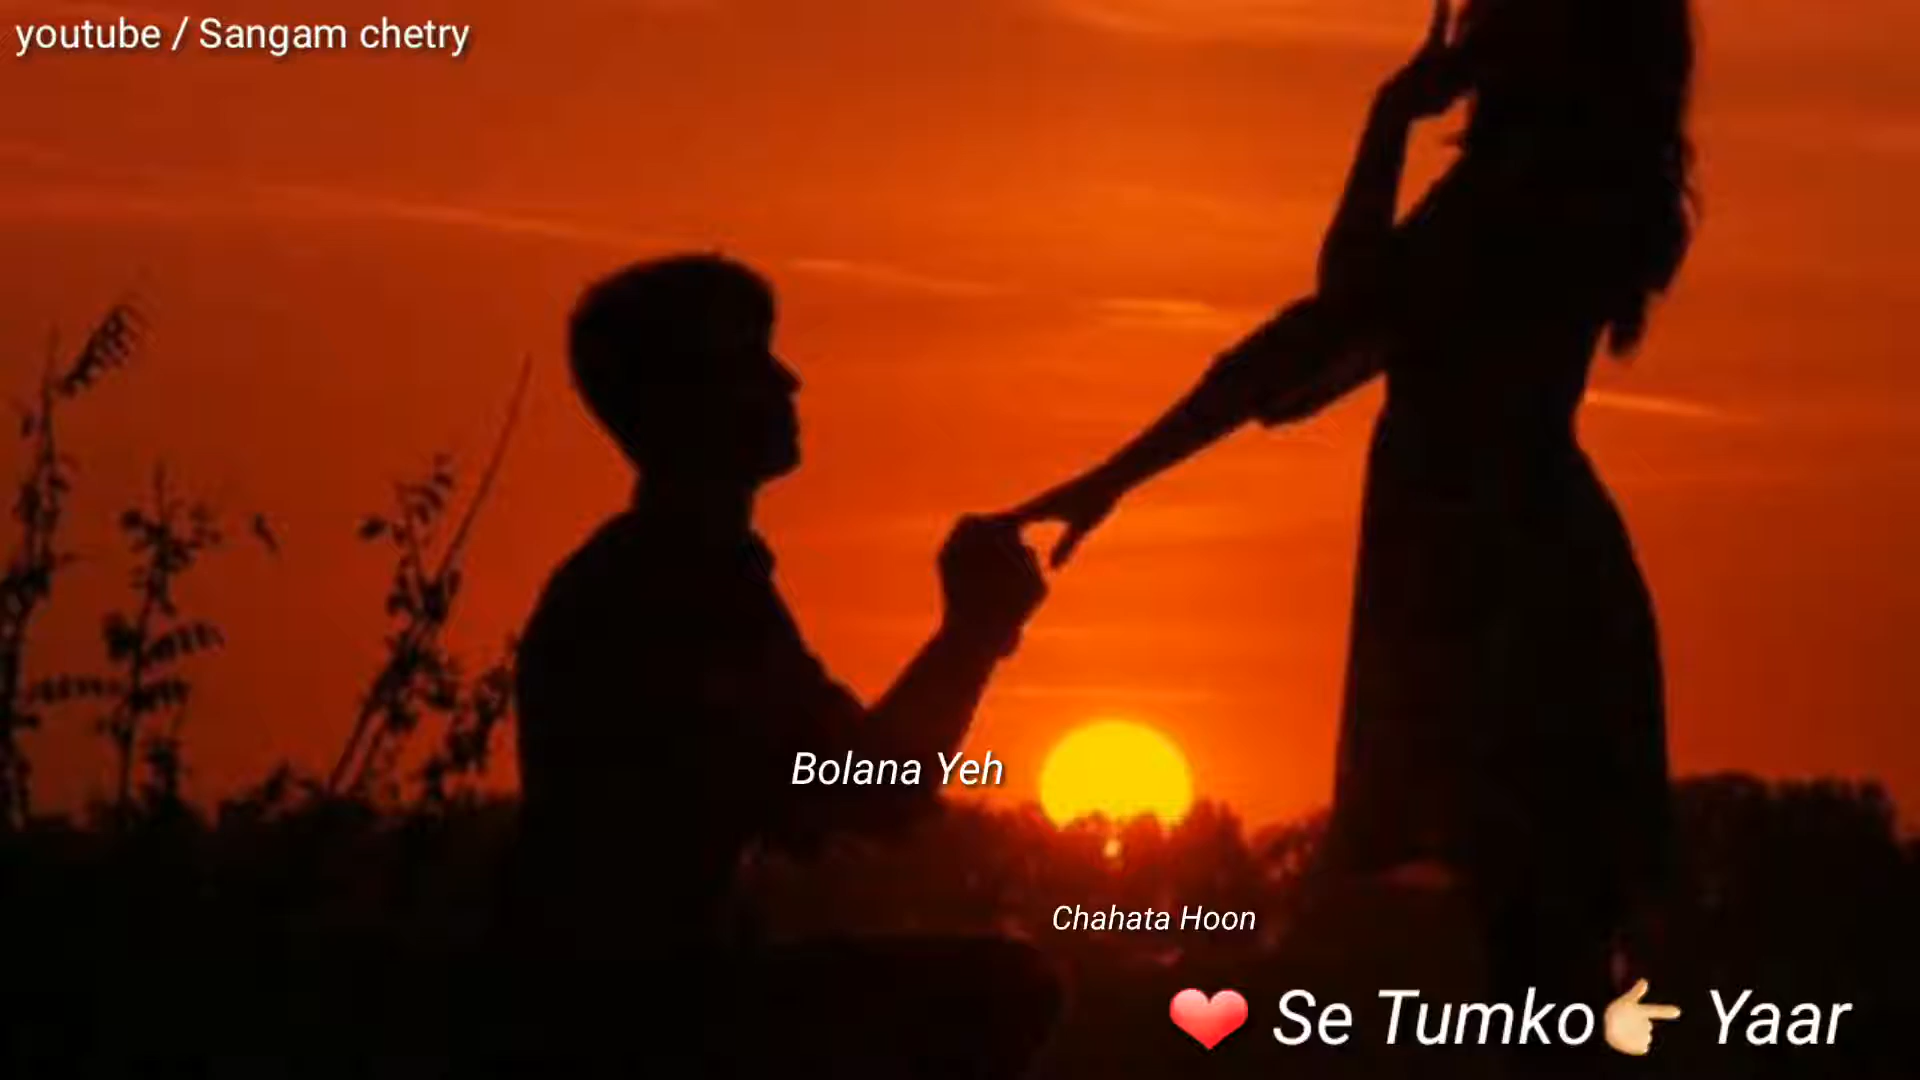 youtube / Sangam chetry
Bolana Yeh
Chahata Hoon
❤️ Se Tumko👉 Yaar